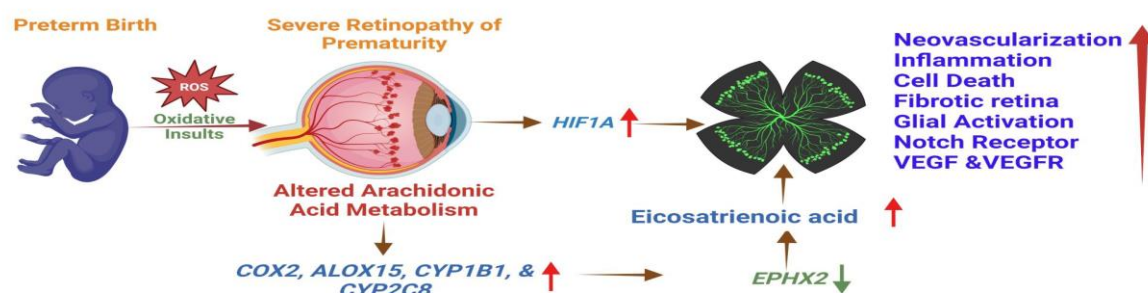 Preterm Birth
Severe Retinopathy of
Prematurity
ROS
Oxidative
Insults
HIF1A
Neovascularization
Inflammation
Cell Death
Fibrotic retina
Glial Activation
Notch Receptor
VEGF &VEGFR
Altered Arachidonic
Acid Metabolism
Eicosatrienoic acid
COX2, ALOX15, CYP1B1, &
CYP2C8
EPHX2